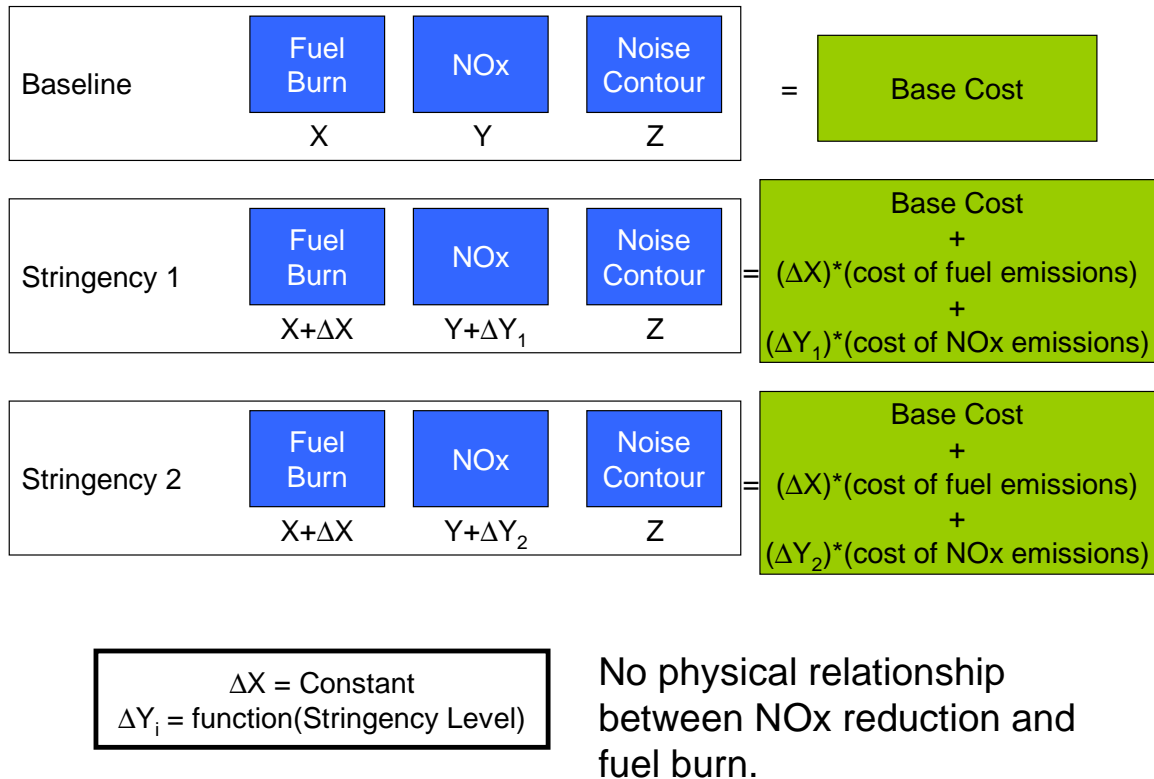 Baseline
Fuel
Burn
X
NOx
Y
Noise
Contour
Z
=
Base Cost
Stringency 1
Fuel
Burn
X+ΔX
NOx
Y+ΔY₁
Noise
Contour
Z
=
Base Cost
+
(ΔX)*(cost of fuel emissions)
+
(ΔY₁)*(cost of NOx emissions)
Stringency 2
Fuel
Burn
X+ΔX
NOx
Y+ΔY₂
Noise
Contour
Z
=
Base Cost
+
(ΔX)*(cost of fuel emissions)
+
(ΔY₂)*(cost of NOx emissions)
ΔX = Constant
ΔYᵢ = function(Stringency Level)
No physical relationship
between NOx reduction and
fuel burn.